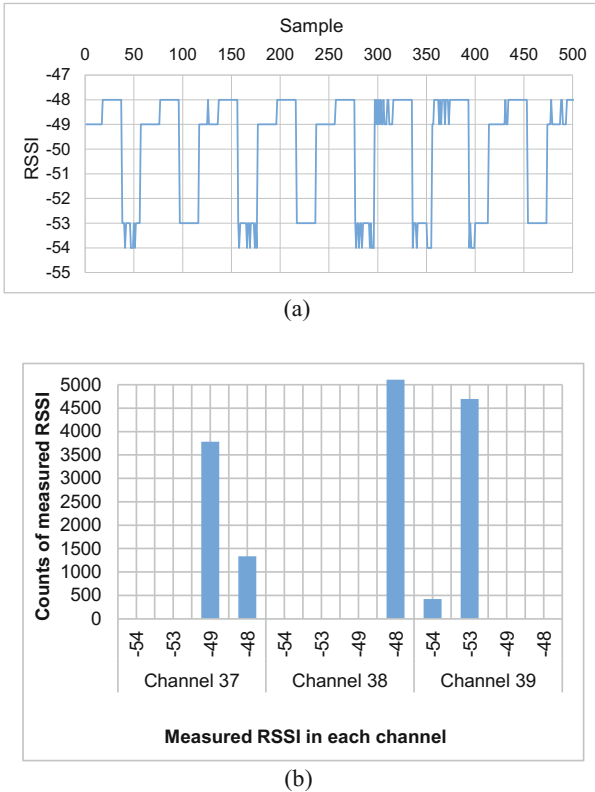 Sample
0 50 100 150 200 250 300 350 400 450 500
-47
-48
-49
-50
-51
-52
-53
-54
-55
RSSI
(a)
5000
4500
4000
3500
3000
2500
2000
1500
1000
500
0
Counts of measured RSSI
-54 -53 -49 -48 -54 -53 -49 -48 -54 -53 -49 -48
Channel 37 Channel 38 Channel 39
Measured RSSI in each channel
(b)